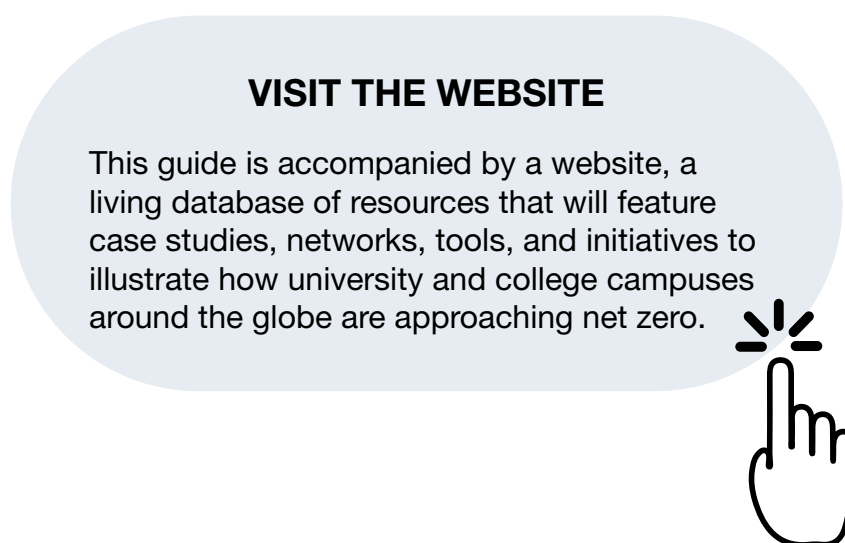 VISIT THE WEBSITE
This guide is accompanied by a website, a
living database of resources that will feature
case studies, networks, tools, and initiatives to
illustrate how university and college campuses
around the globe are approaching net zero.